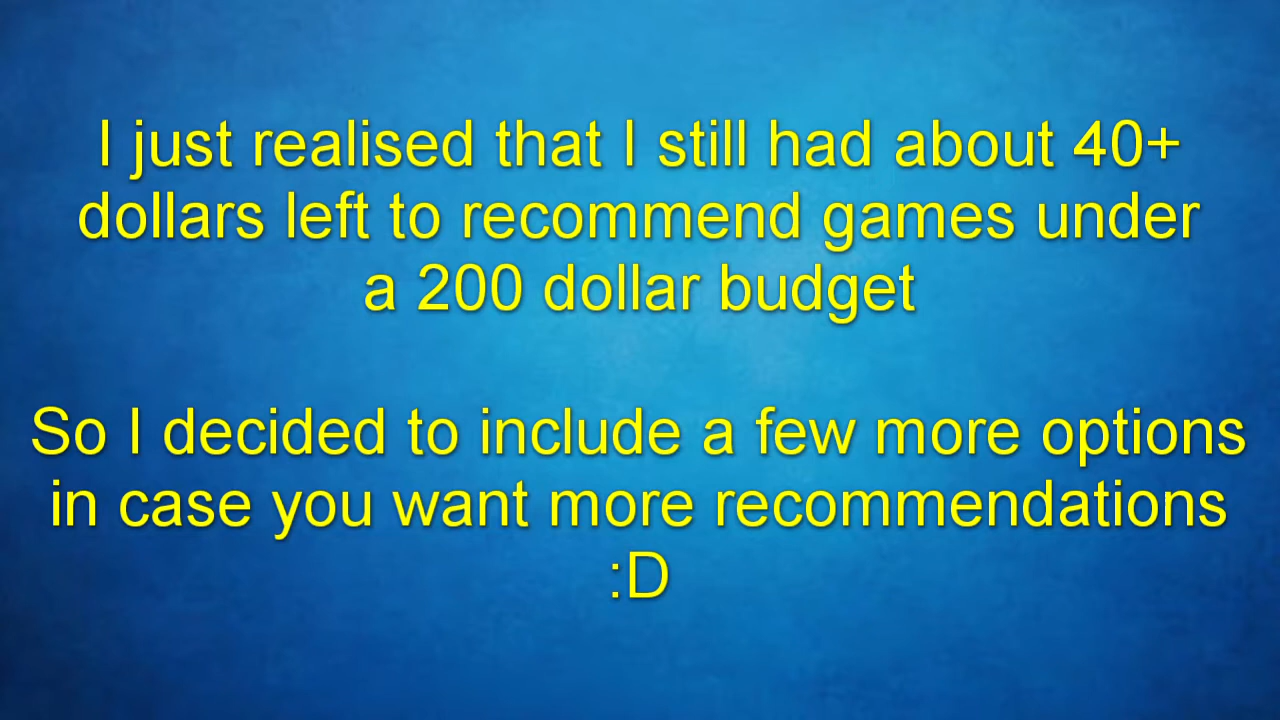 I just realised that I still had about 40+
dollars left to recommend games under
a 200 dollar budget
So I decided to include a few more options
in case you want more recommendations
:D